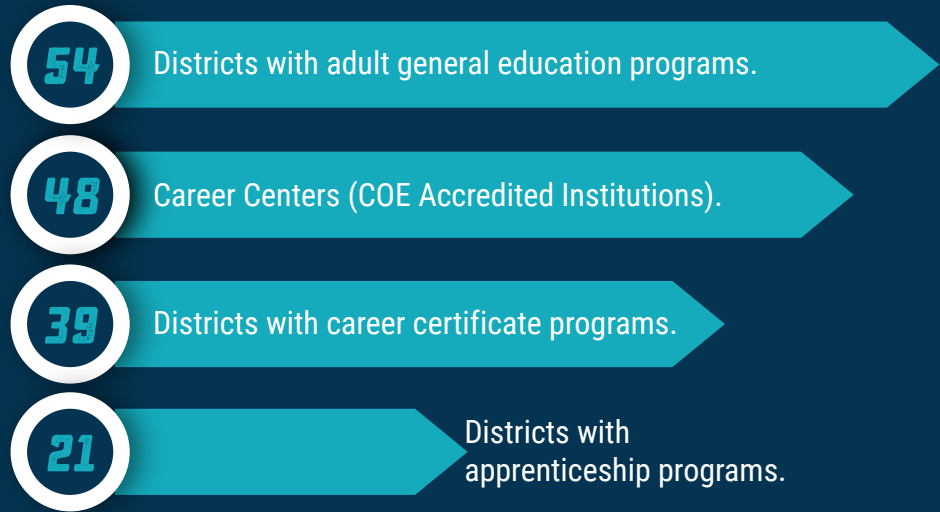 54
Districts with adult general education programs.
48
Career Centers (COE Accredited Institutions).
39
Districts with career certificate programs.
21
Districts with
apprenticeship programs.